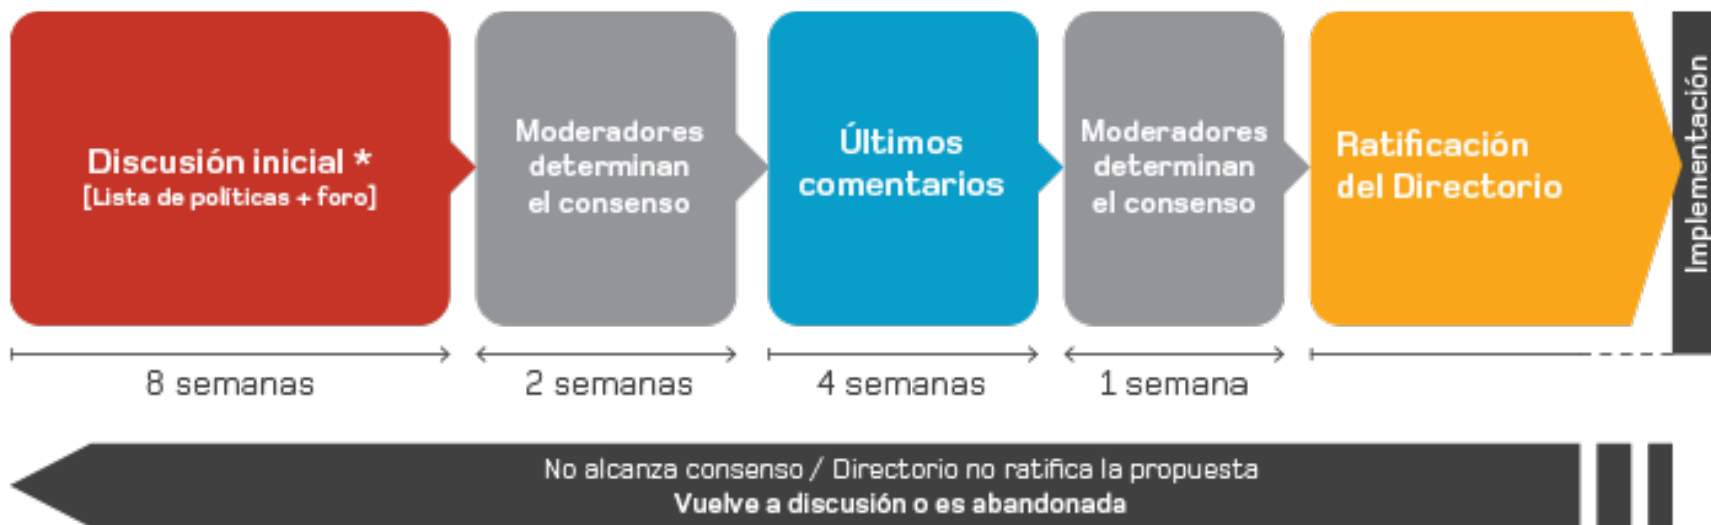 Discusión inicial *
[Lista de políticas + foro]
Moderadores
determinan
el consenso
Últimos
comentarios
Moderadores
determinan
el consenso
Ratificación
del Directorio
Implementación
8 semanas
2 semanas
4 semanas
1 semana
No alcanza consenso / Directorio no ratifica la propuesta
Vuelve a discusión o es abandonada